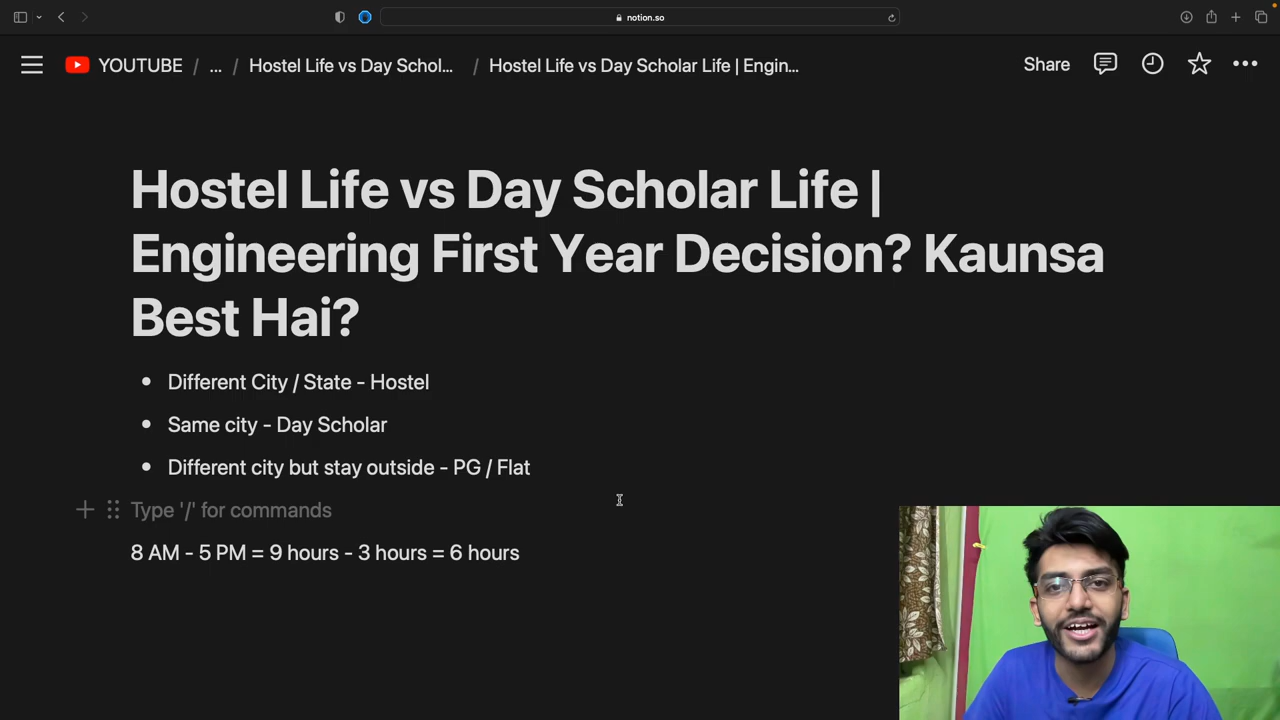 notion.so
YOUTUBE / ... / Hostel Life vs Day Schol... / Hostel Life vs Day Scholar Life | Engin...
Share
Hostel Life vs Day Scholar Life |
Engineering First Year Decision? Kaunsa
Best Hai?
Different City / State - Hostel
Same city - Day Scholar
Different city but stay outside - PG / Flat
Type '/' for commands
8 AM - 5 PM = 9 hours - 3 hours = 6 hours